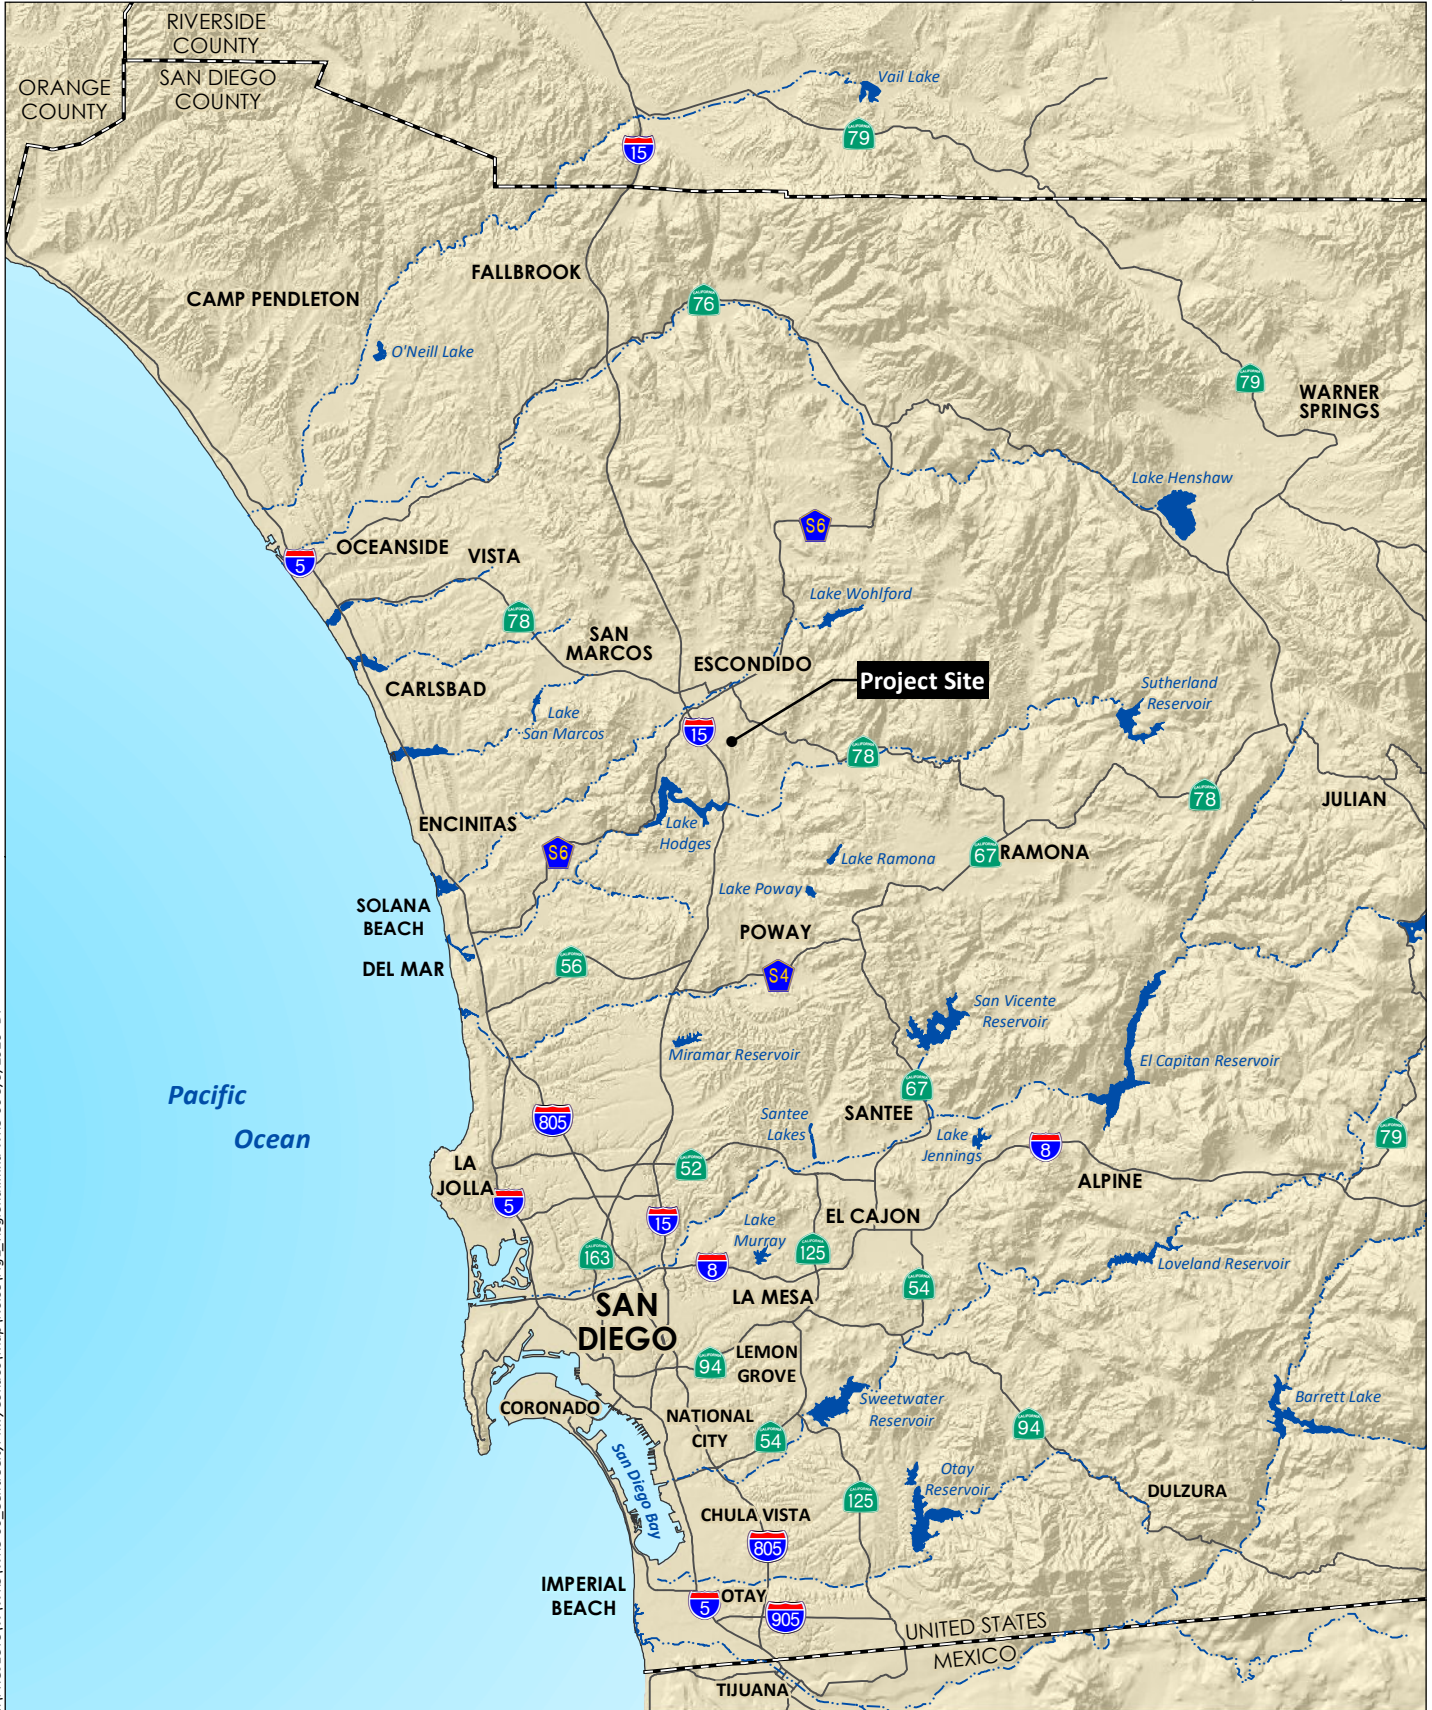 RIVERSIDE
COUNTY
ORANGE
COUNTY
SAN DIEGO
COUNTY
Vail Lake
15
79
FALLBROOK
CAMP PENDLETON
76
O'Neill Lake
79
WARNER
SPRINGS
Lake Henshaw
S6
OCEANSIDE
VISTA
5
Lake Wohlford
78
SAN
MARCOS
ESCONDIDO
Project Site
CARLSBAD
Lake
San Marcos
Sutherland
Reservoir
15
78
78
JULIAN
ENCINITAS
Lake
Hodges
S6
Lake Ramona
67
RAMONA
Lake Poway
SOLANA
BEACH
POWAY
DEL MAR
56
S4
San Vicente
Reservoir
Miramar Reservoir
El Capitan Reservoir
Pacific
Ocean
67
805
SANTEE
Santee
Lakes
Lake
Jennings
79
8
LA
JOLLA
52
ALPINE
5
15
EL CAJON
Lake
Murray
163
125
8
Loveland Reservoir
54
LA MESA
SAN
DIEGO
LEMON
GROVE
94
CORONADO
Sweetwater
Reservoir
Barrett Lake
NATIONAL
CITY
54
94
San Diego Bay
Otay
Reservoir
DULZURA
125
CHULA VISTA
805
IMPERIAL
BEACH
OTAY
5
905
UNITED STATES
MEXICO
TIJUANA